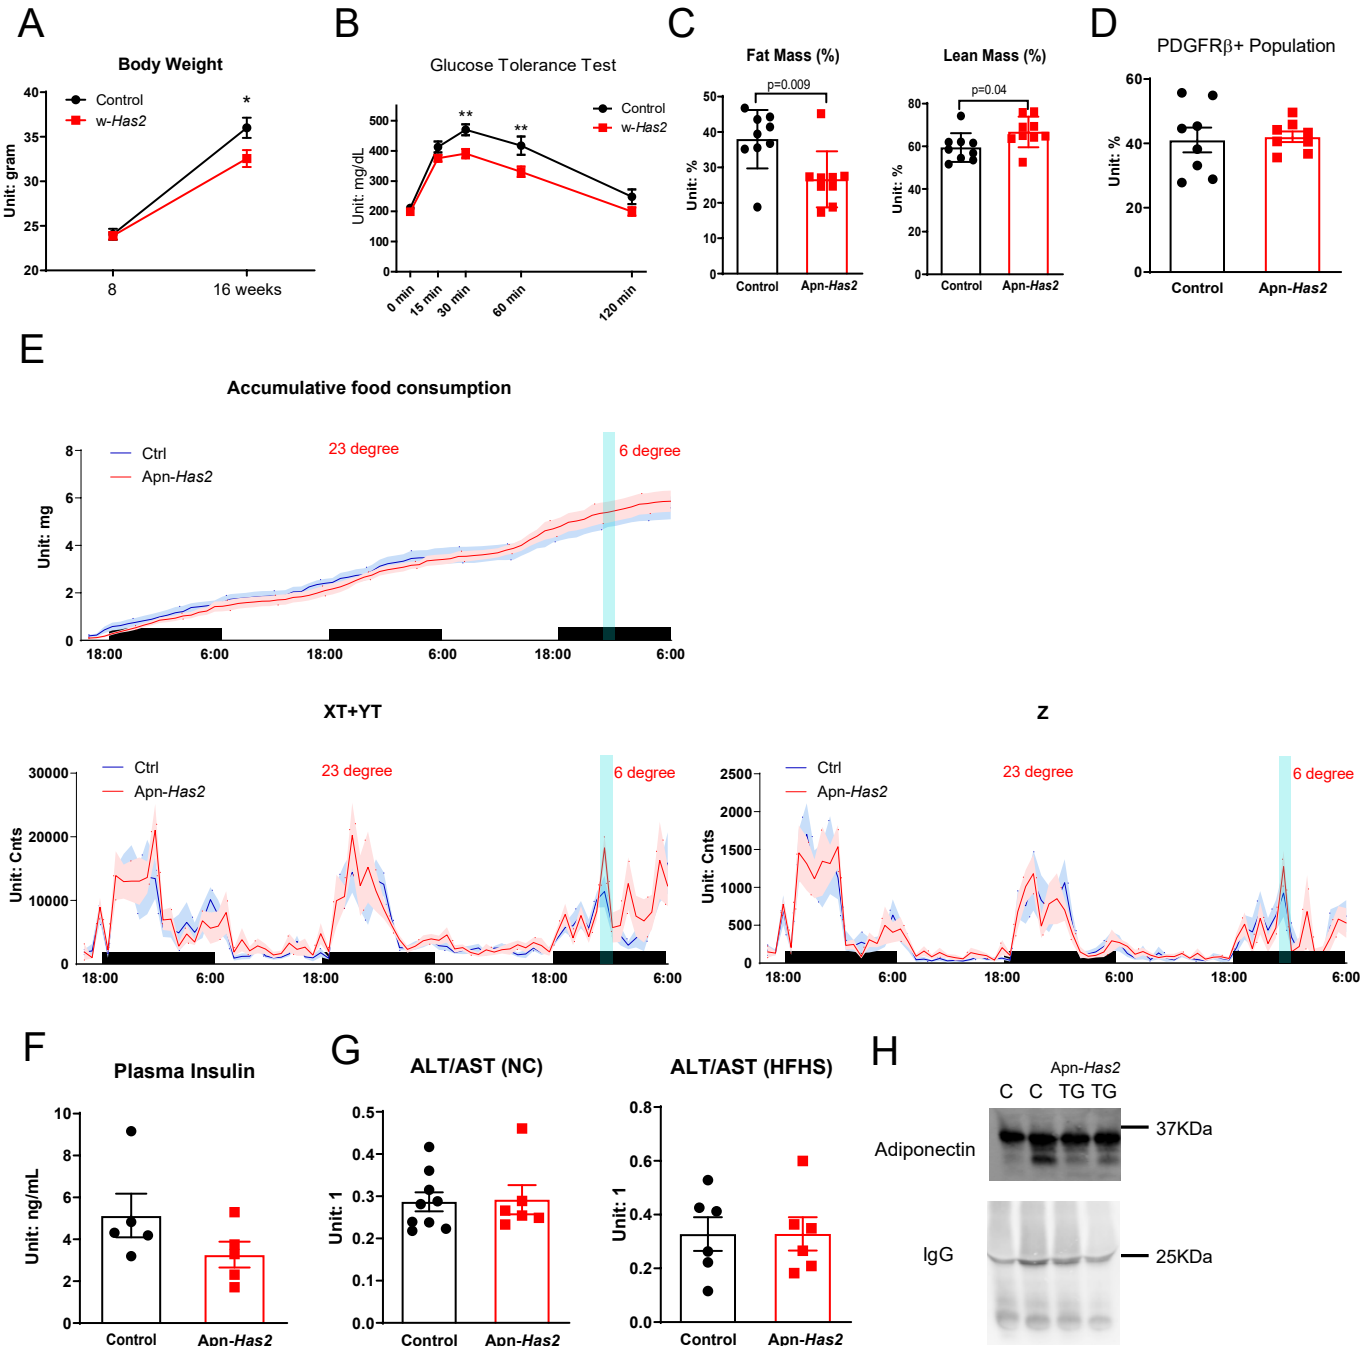 A
Body Weight
Control
w-Has2
*
Unit: gram
40
35
30
25
20
8
16 weeks
B
Glucose Tolerance Test
Control
w-Has2
**
**
Unit: mg/dL
500
400
300
200
100
0
0 min
15 min
30 min
60 min
120 min
C
Fat Mass (%)
p=0.009
Unit: %
50
40
30
20
10
0
Control
Apn-Has2
Lean Mass (%)
p=0.04
Unit: %
80
60
40
20
0
Control
Apn-Has2
D
PDGFRβ+ Population
Unit: %
60
40
20
0
Control
Apn-Has2
E
Accumulative food consumption
Ctrl
Apn-Has2
23 degree
6 degree
Unit: mg
8
6
4
2
0
18:00
6:00
18:00
6:00
18:00
6:00
XT+YT
Ctrl
Apn-Has2
23 degree
6 degree
Unit: Cnts
30000
20000
10000
0
18:00
6:00
18:00
6:00
18:00
6:00
Z
Ctrl
Apn-Has2
23 degree
6 degree
Unit: Cnts
2500
2000
1500
1000
500
0
18:00
6:00
18:00
6:00
18:00
6:00
F
Plasma Insulin
Unit: ng/mL
10
8
6
4
2
0
Control
Apn-Has2
G
ALT/AST (NC)
Unit: 1
0.5
0.4
0.3
0.2
0.1
0.0
Control
Apn-Has2
ALT/AST (HFHS)
Unit: 1
0.8
0.6
0.4
0.2
0.0
Control
Apn-Has2
H
Apn-Has2
C C TG TG
Adiponectin
37KDa
IgG
25KDa